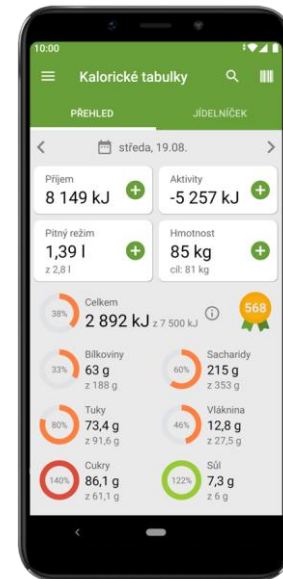 10:00
Kalorické tabulky
PŘEHLED JÍDELNÍČEK
středa, 19.08.
Příjem
8 149 kJ
Aktivity
-5 257 kJ
Pitný režim
1,39 l
z 2,8 l
Hmotnost
85 kg
cíl: 81 kg
38%
Celkem
2 892 kJ z 7 500 kJ
568
33%
Bílkoviny
63 g
z 188 g
60%
Sacharidy
215 g
z 353 g
80%
Tuky
73,4 g
z 91,6 g
46%
Vláknina
12,8 g
z 27,5 g
140%
Cukry
86,1 g
z 61,1 g
122%
Sůl
7,3 g
z 6 g